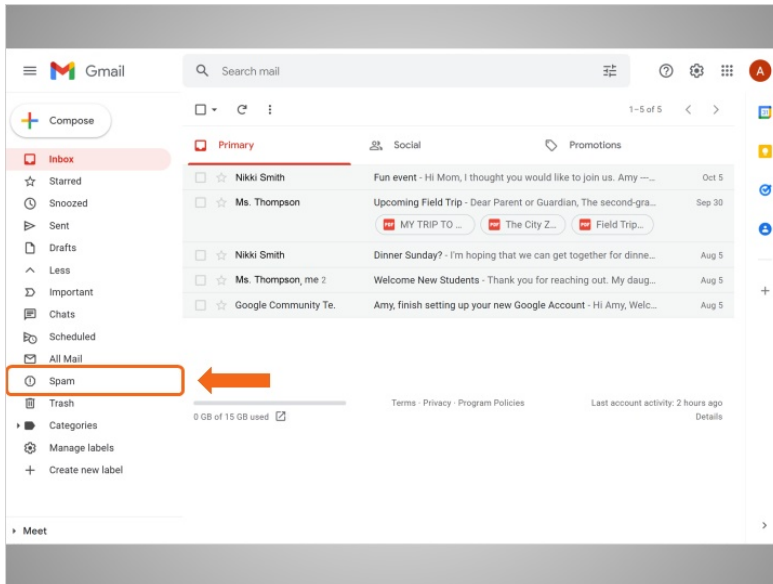 Gmail
Search mail
A
Compose
1–5 of 5
Primary
Social
Promotions
Inbox
Starred
Snoozed
Sent
Drafts
Less
Important
Chats
Scheduled
All Mail
Spam
Trash
Categories
Manage labels
Create new label
Meet
Nikki Smith Fun event - Hi Mom, I thought you would like to join us. Amy —... Oct 5
Ms. Thompson Upcoming Field Trip - Dear Parent or Guardian, The second-gra... Sep 30
PDF MY TRIP TO ... PDF The City Z... PDF Field Trip...
Nikki Smith Dinner Sunday? - I'm hoping that we can get together for dinne... Aug 5
Ms. Thompson, me 2 Welcome New Students - Thank you for reaching out. My daug... Aug 5
Google Community Te. Amy, finish setting up your new Google Account - Hi Amy, Welc... Aug 5
0 GB of 15 GB used
Terms · Privacy · Program Policies
Last account activity: 2 hours ago
Details